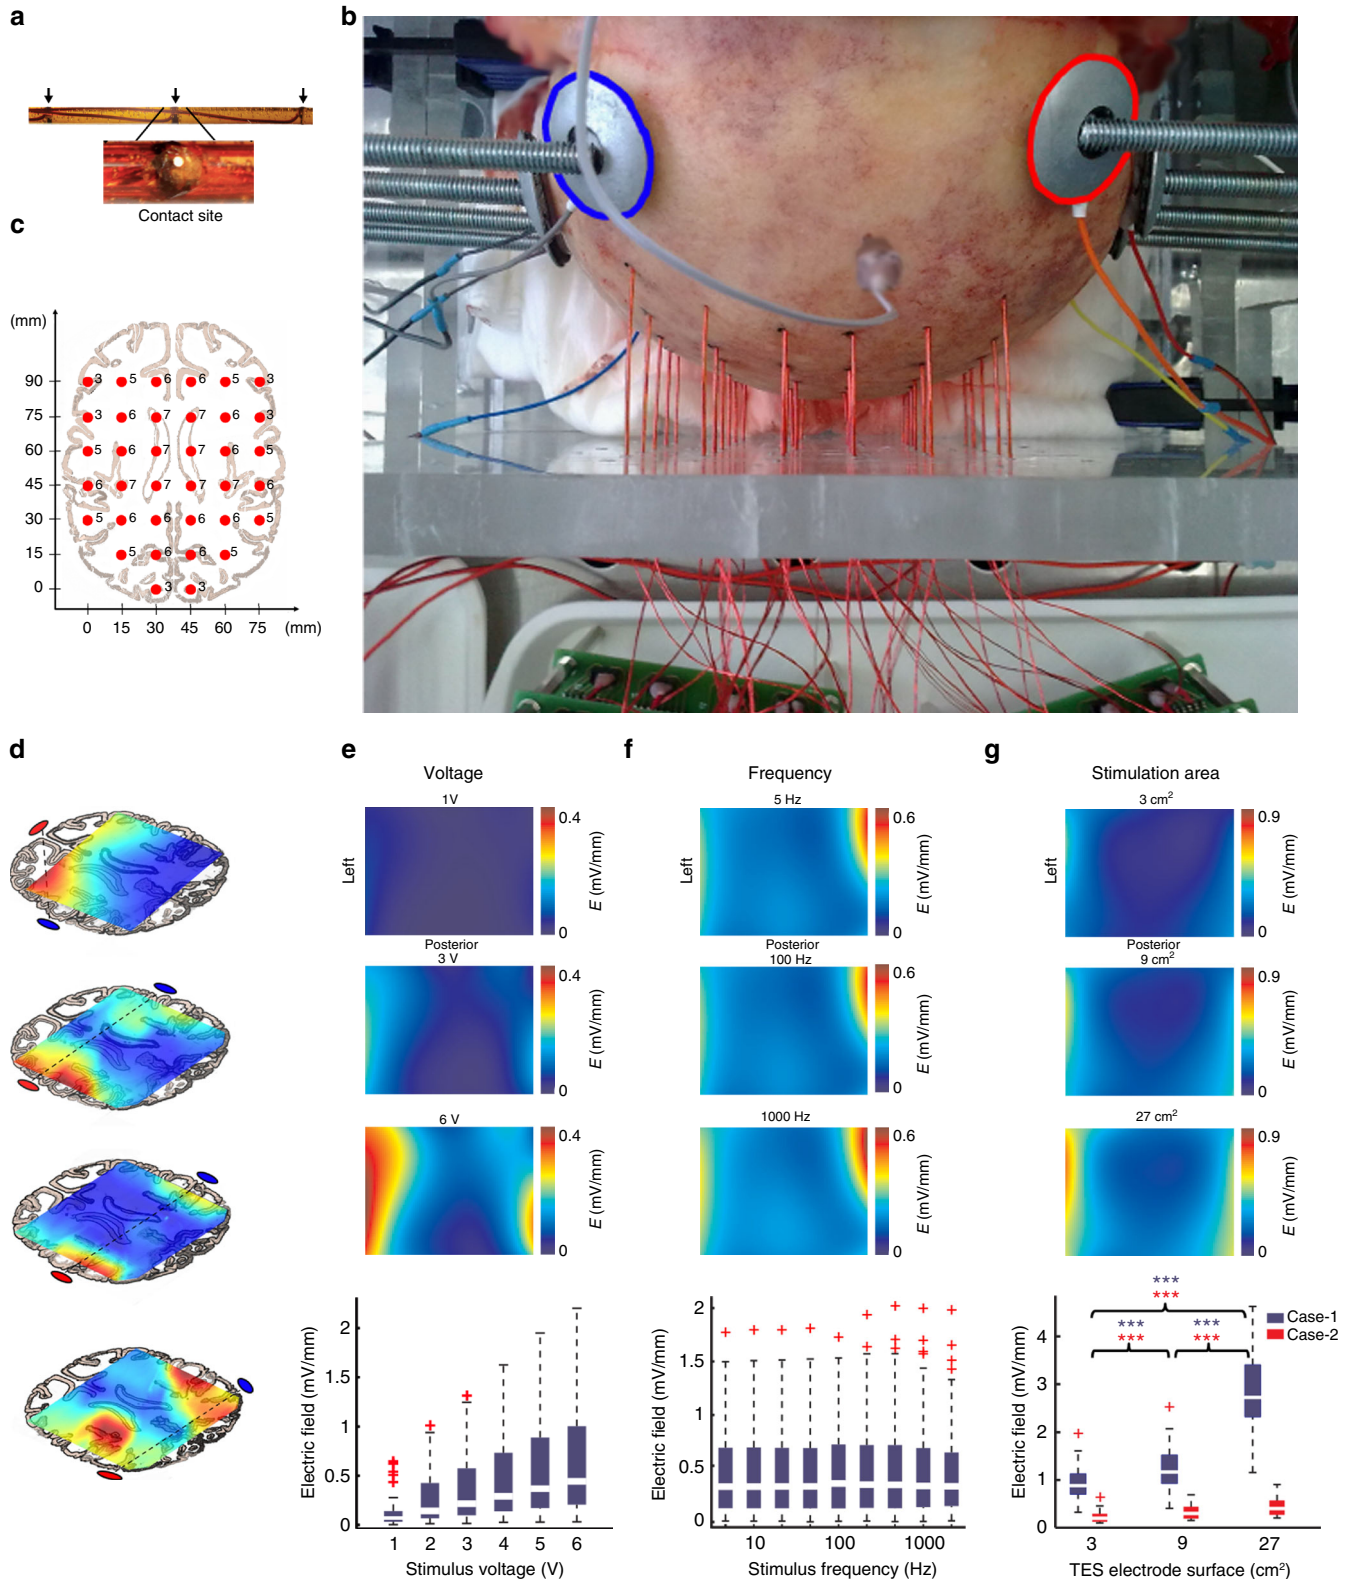 a
Contact site
b
c
(mm)
90
75
60
45
30
15
0
3 5 6 6 5 3
3 6 7 7 6 3
5 6 7 7 6 5
6 7 7 7 7 6
5 6 6 6 6 5
5 6 6 5
3 3
0 15 30 45 60 75 (mm)
d
e
Voltage
1V
Left
0.4
E (mV/mm)
0
Posterior
3 V
0.4
E (mV/mm)
0
6 V
0.4
E (mV/mm)
0
Electric field (mV/mm)
2
1.5
1
0.5
0
1 2 3 4 5 6
Stimulus voltage (V)
f
Frequency
5 Hz
Left
0.6
E (mV/mm)
0
Posterior
100 Hz
0.6
E (mV/mm)
0
1000 Hz
0.6
E (mV/mm)
0
Electric field (mV/mm)
2
1.5
1
0.5
0
10 100 1000
Stimulus frequency (Hz)
g
Stimulation area
3 cm²
Left
0.9
E (mV/mm)
0
Posterior
9 cm²
0.9
E (mV/mm)
0
27 cm²
0.9
E (mV/mm)
0
***
***
*** ***
*** ***
Case-1
Case-2
Electric field (mV/mm)
4
3
2
1
0
3 9 27
TES electrode surface (cm²)